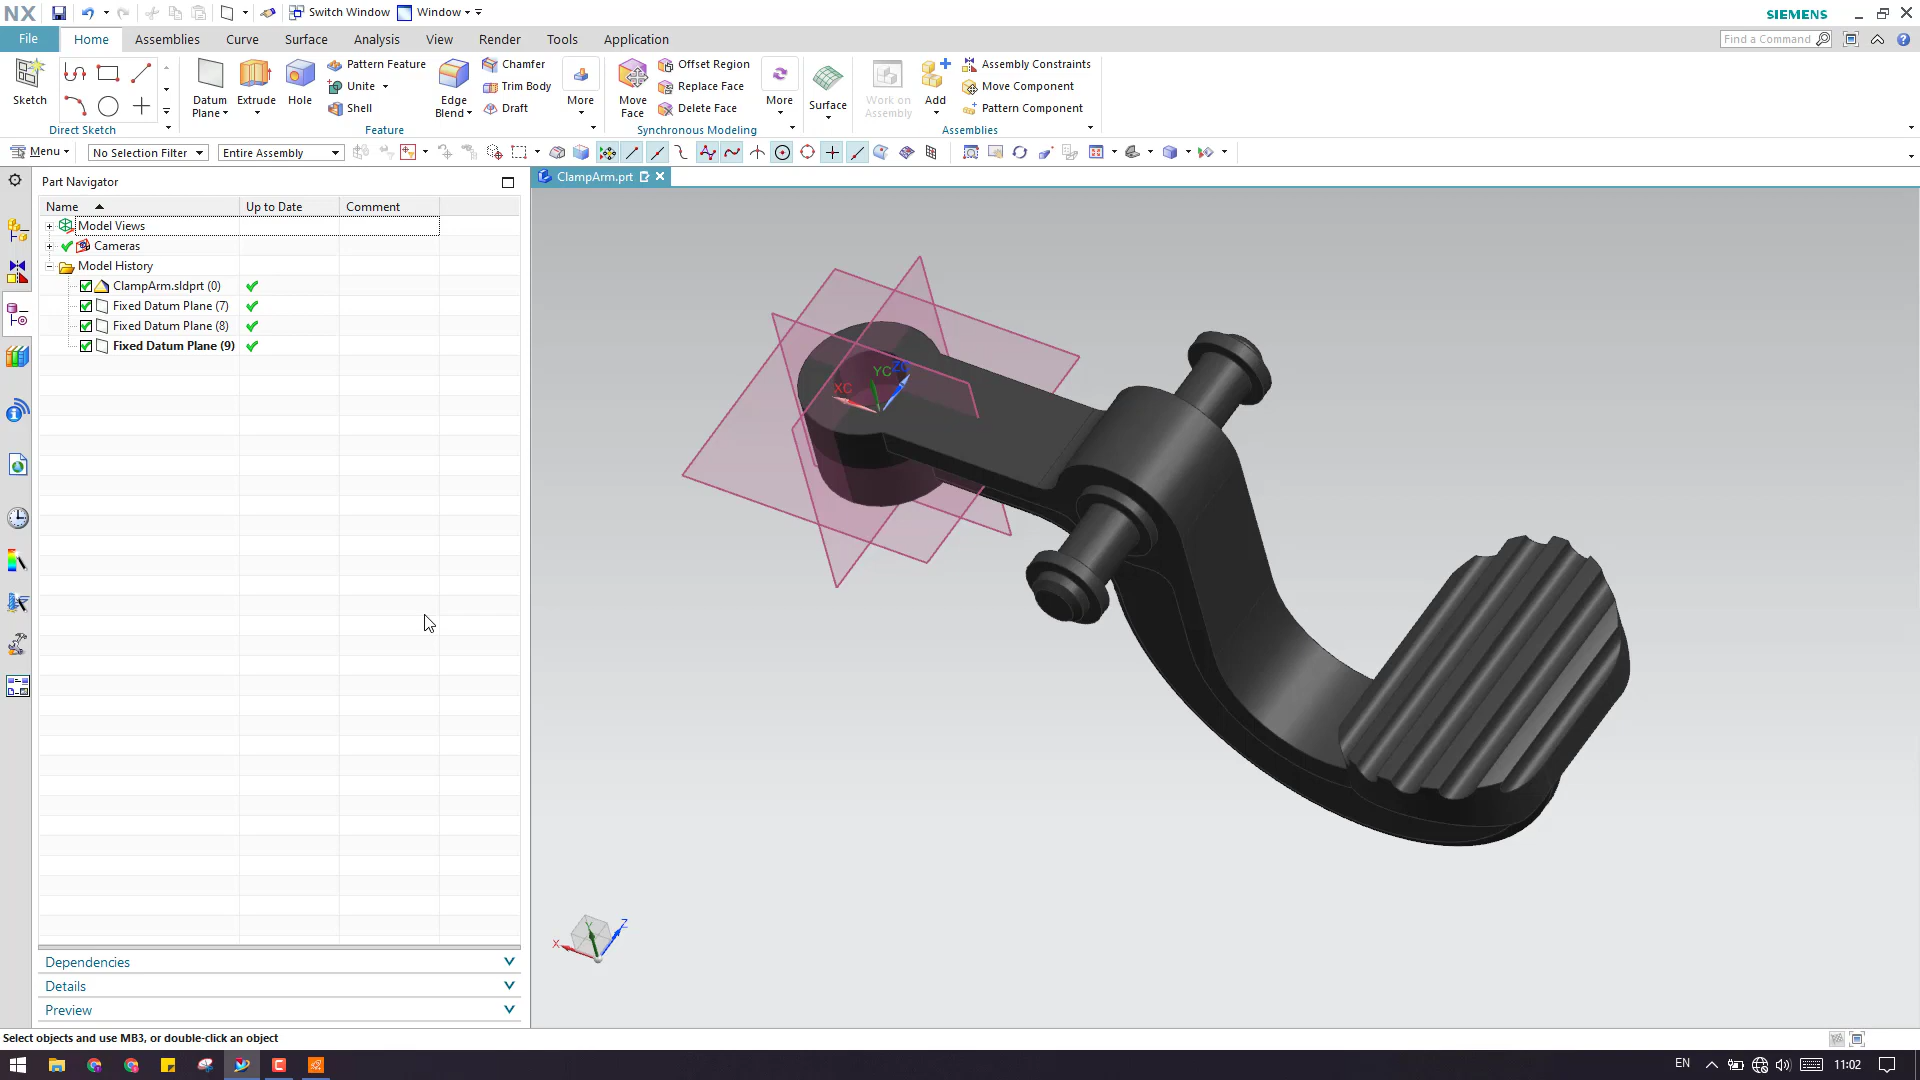 NX Switch Window Window SIEMENS
File Home Assemblies Curve Surface Analysis View Render Tools Application Find a Command
Sketch
Direct Sketch
Datum Plane
Extrude
Hole
Pattern Feature
Unite
Shell
Edge Blend
Chamfer
Trim Body
Draft
More
Feature
Move Face
Offset Region
Replace Face
Delete Face
More
Synchronous Modeling
Surface
Work on Assembly
Add
Assembly Constraints
Move Component
Pattern Component
Assemblies
Menu No Selection Filter Entire Assembly
Part Navigator
ClampArm.prt
Name Up to Date Comment
Model Views
Cameras
Model History
ClampArm.sldprt (0)
Fixed Datum Plane (7)
Fixed Datum Plane (8)
Fixed Datum Plane (9)
XC YC ZC
X Y Z
Dependencies
Details
Preview
Select objects and use MB3, or double-click an object
EN 11:02